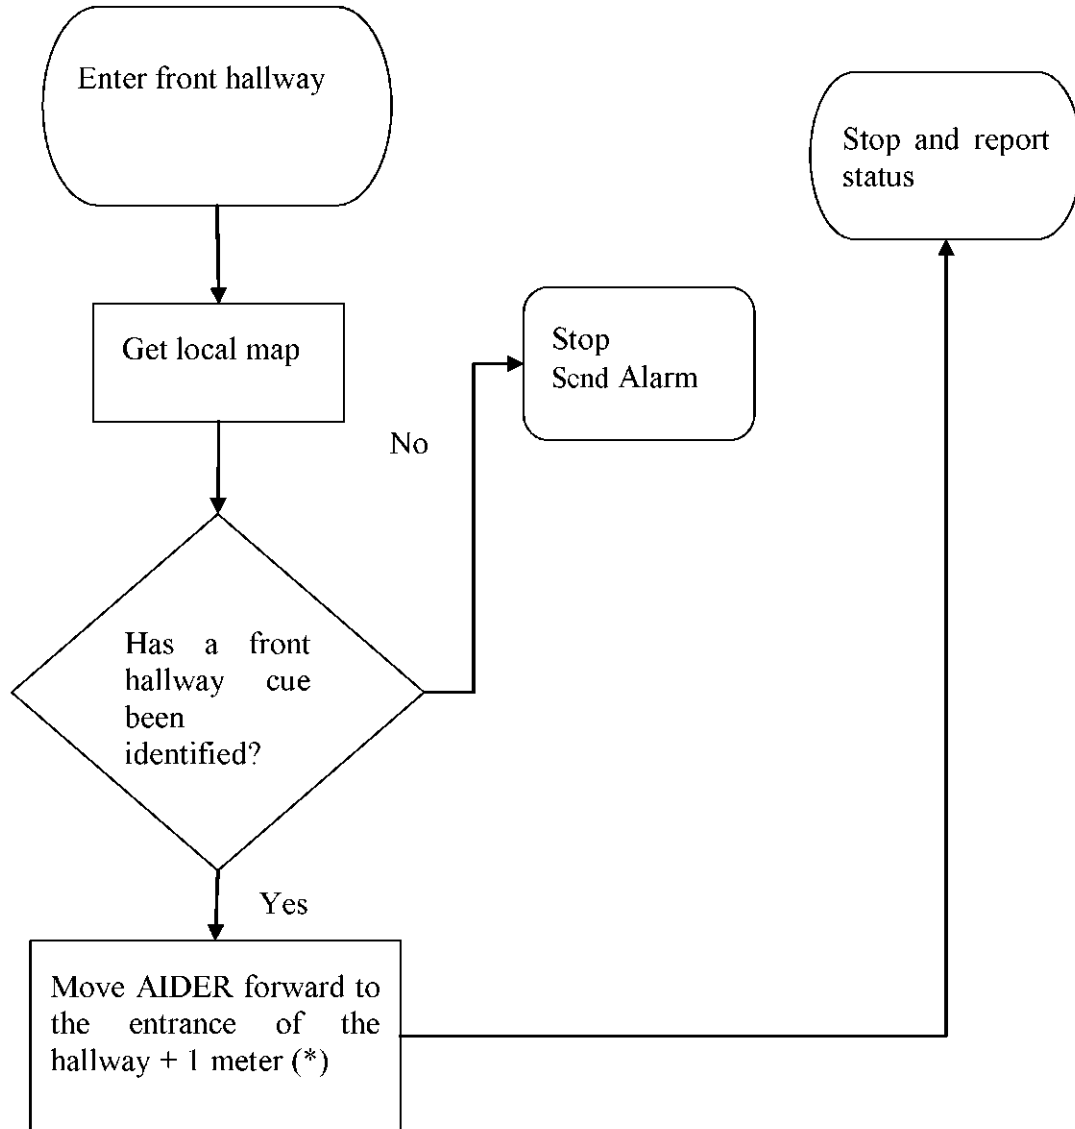 Enter front hallway
Stop and report
status
Get local map
Stop
Send Alarm
No
Has a front
hallway cue
been
identified?
Yes
Move AIDER forward to
the entrance of the
hallway + 1 meter (*)